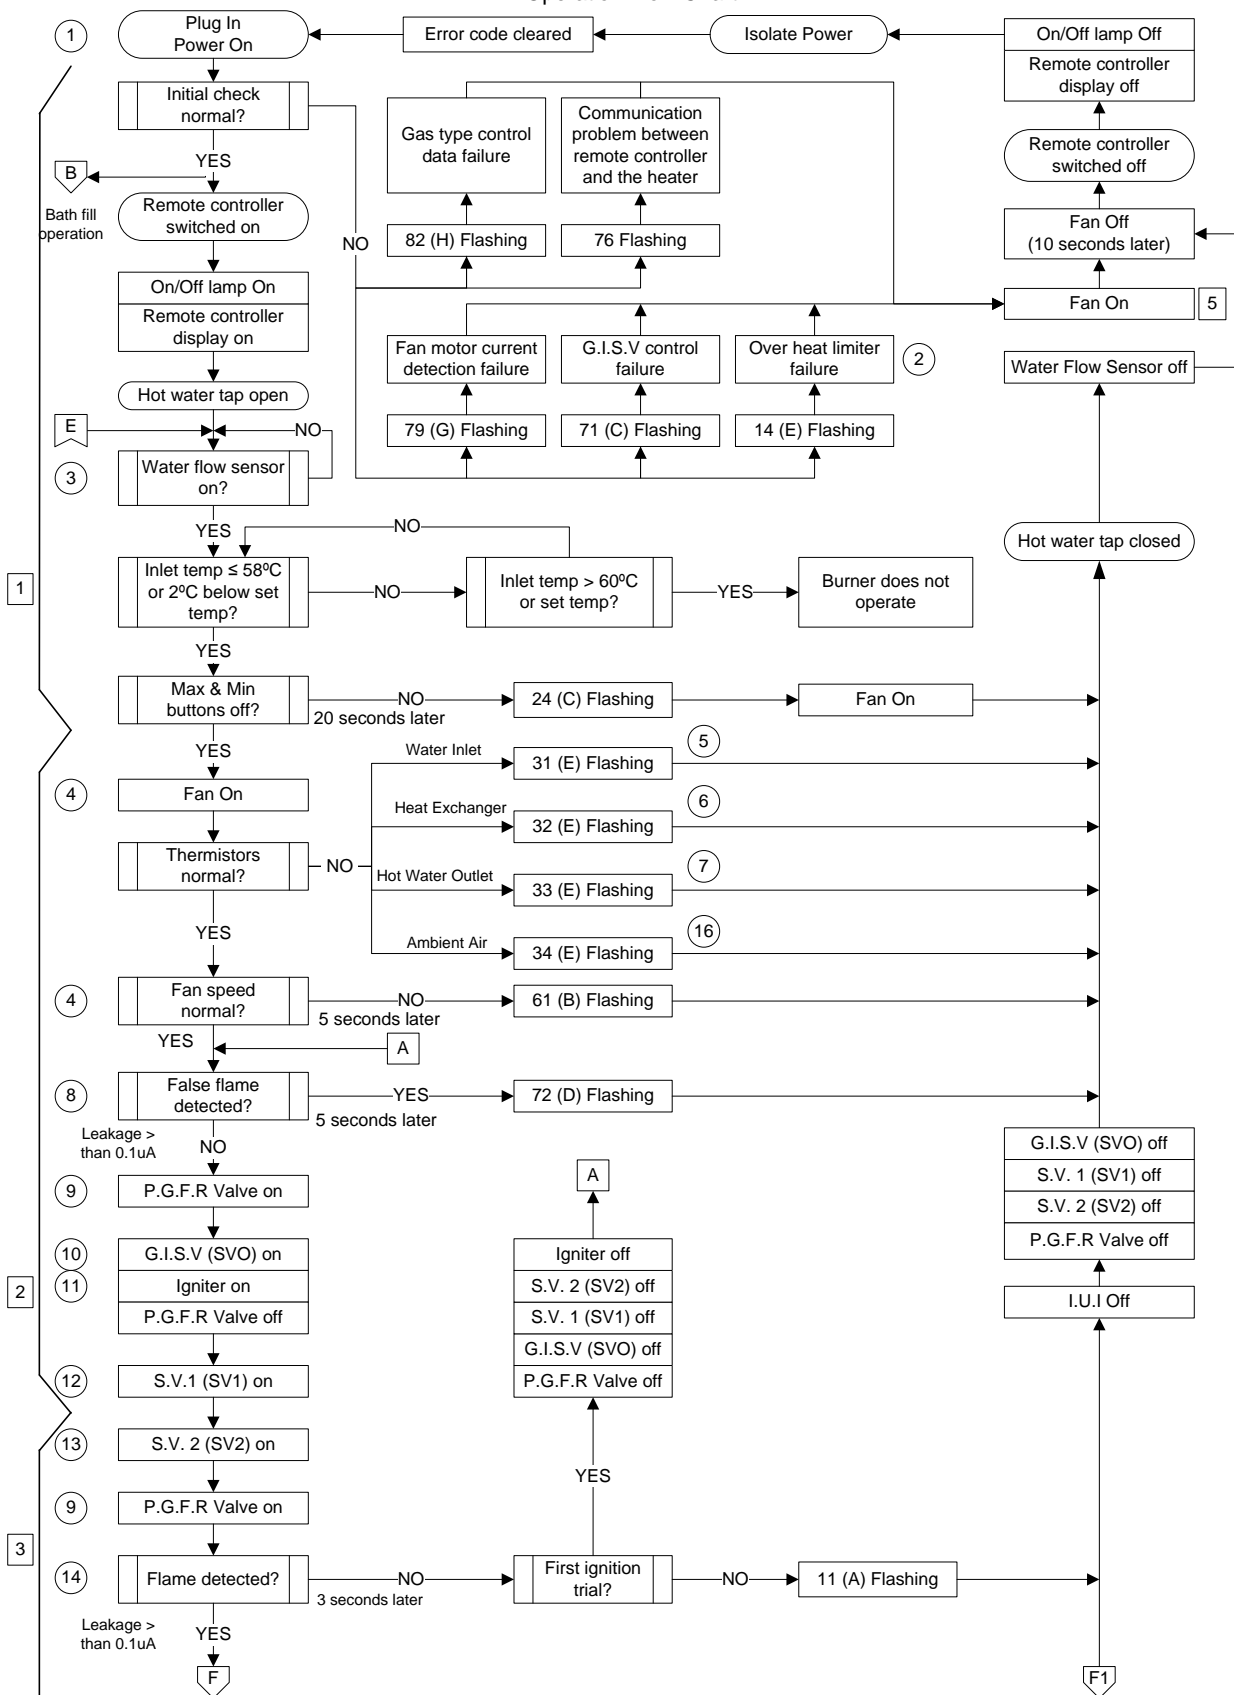 1
Plug In
Power On
Error code cleared
Isolate Power
On/Off lamp Off
Remote controller
display off
Initial check
normal?
Gas type control
data failure
Communication
problem between
remote controller
and the heater
Remote controller
switched off
YES
B
Bath fill
operation
Remote controller
switched on
NO
82 (H) Flashing
76 Flashing
Fan Off
(10 seconds later)
On/Off lamp On
Remote controller
display on
Fan On
5
Fan motor current
detection failure
G.I.S.V control
failure
Over heat limiter
failure
2
Water Flow Sensor off
Hot water tap open
E
NO
79 (G) Flashing
71 (C) Flashing
14 (E) Flashing
3
Water flow sensor
on?
YES
NO
Hot water tap closed
1
Inlet temp ≤ 58ºC
or 2ºC below set
temp?
NO
Inlet temp > 60ºC
or set temp?
YES
Burner does not
operate
YES
Max & Min
buttons off?
NO
20 seconds later
24 (C) Flashing
Fan On
YES
Water Inlet
31 (E) Flashing
5
4
Fan On
Heat Exchanger
32 (E) Flashing
6
Thermistors
normal?
NO
Hot Water Outlet
33 (E) Flashing
7
YES
Ambient Air
34 (E) Flashing
16
4
Fan speed
normal?
NO
5 seconds later
61 (B) Flashing
YES
A
8
False flame
detected?
YES
5 seconds later
72 (D) Flashing
Leakage >
than 0.1uA
NO
G.I.S.V (SVO) off
S.V. 1 (SV1) off
S.V. 2 (SV2) off
P.G.F.R Valve off
9
P.G.F.R Valve on
A
10
G.I.S.V (SVO) on
11
Igniter on
P.G.F.R Valve off
2
Igniter off
S.V. 2 (SV2) off
S.V. 1 (SV1) off
G.I.S.V (SVO) off
P.G.F.R Valve off
I.U.I Off
12
S.V.1 (SV1) on
13
S.V. 2 (SV2) on
YES
9
P.G.F.R Valve on
3
14
Flame detected?
NO
3 seconds later
First ignition
trial?
NO
11 (A) Flashing
Leakage >
than 0.1uA
YES
F
F1